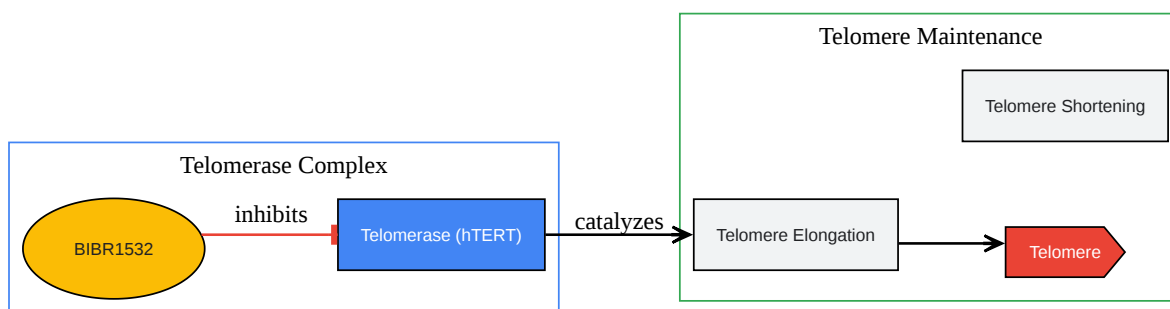 Telomere Maintenance
Telomere Shortening
Telomerase Complex
BIBR1532
inhibits
Telomerase (hTERT)
catalyzes
Telomere Elongation
Telomere